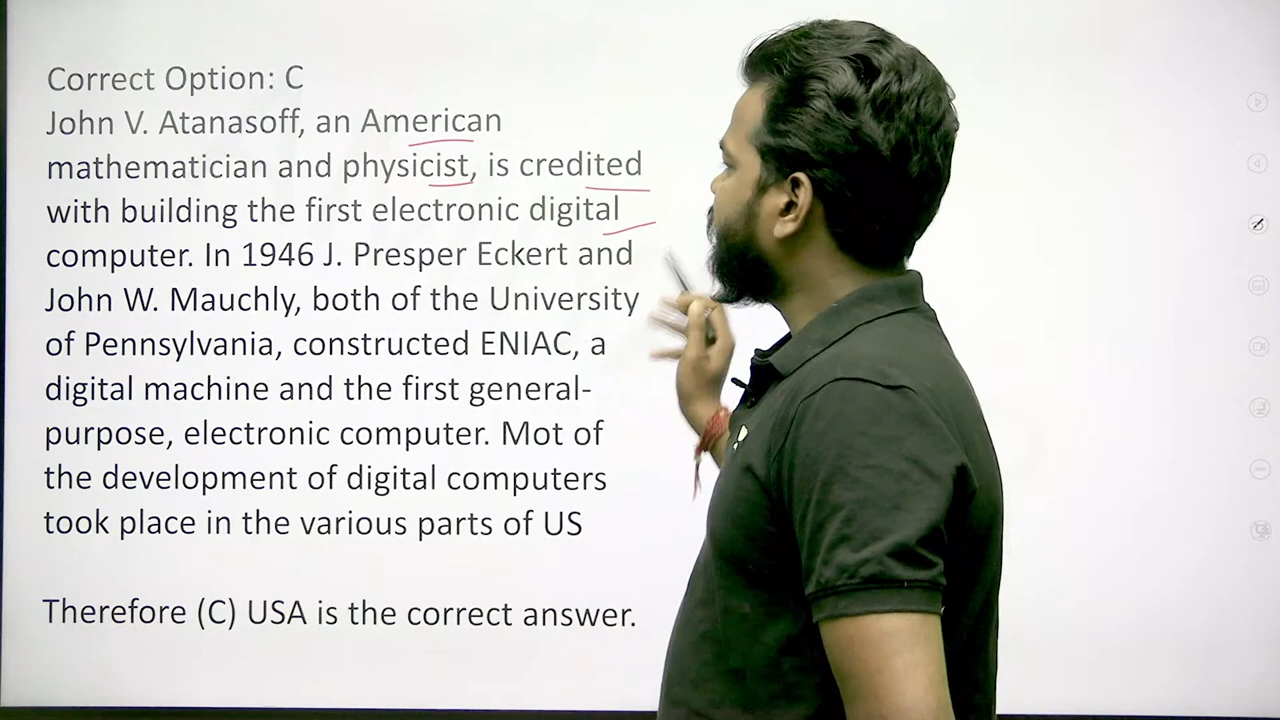 Correct Option: C
John V. Atanasoff, an American
mathematician and physicist, is credited
with building the first electronic digital
computer. In 1946 J. Presper Eckert and
John W. Mauchly, both of the University
of Pennsylvania, constructed ENIAC, a
digital machine and the first general-
purpose, electronic computer. Mot of
the development of digital computers
took place in the various parts of US
Therefore (C) USA is the correct answer.